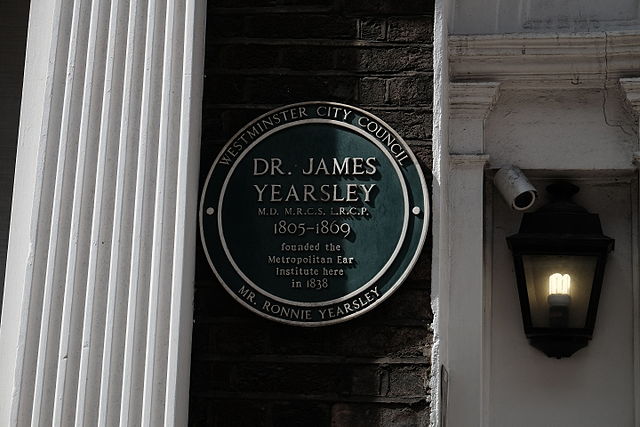 WESTMINSTER CITY COUNCIL
DR. JAMES
YEARSLEY
M.D. M.R.C.S. L.R.C.P.
1805-1869
founded the
Metropolitan Ear
Institute here
in 1838
MR. RONNIE YEARSLEY